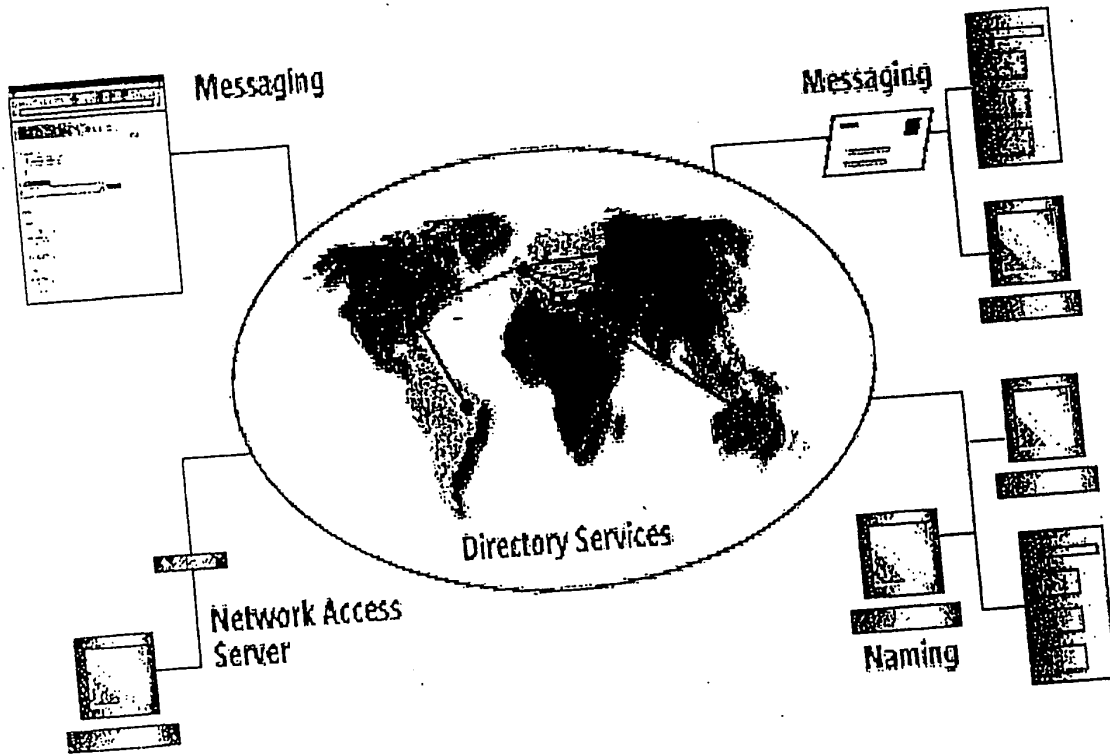 Messaging
Messaging
Directory Services
Network Access
Server
Naming